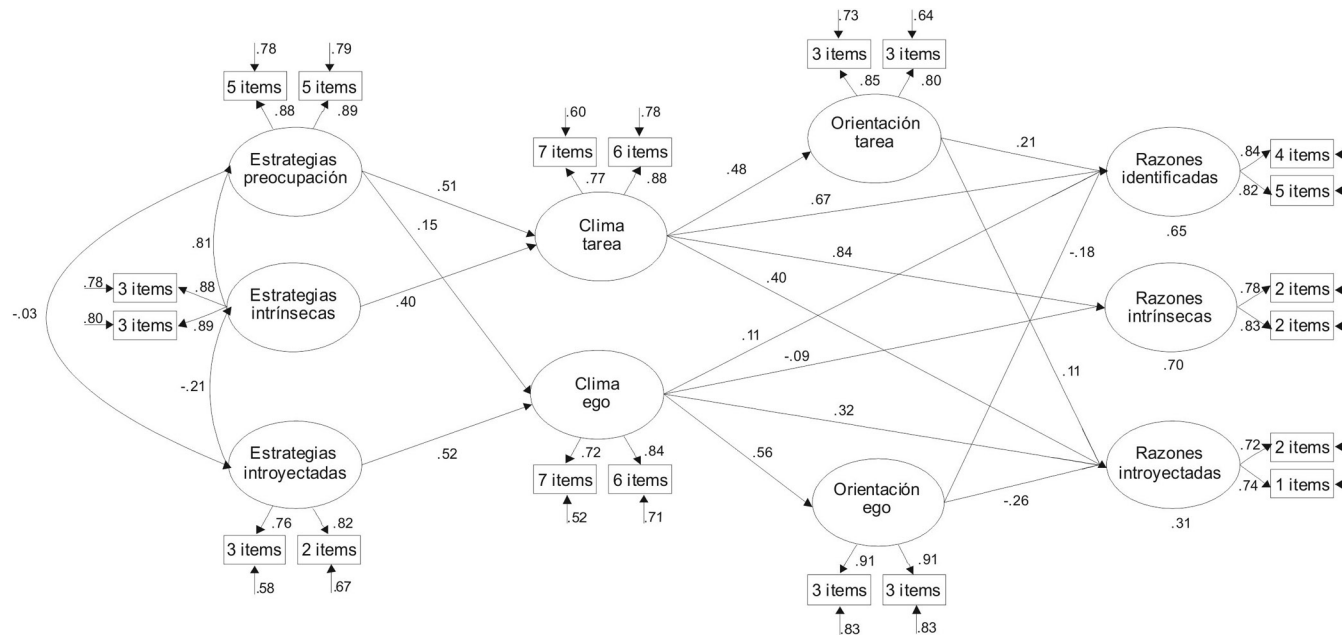 .78
.79
5 items
5 items
.88
.89
Estrategias
preocupación
.51
.15
.81
.78
3 items
.88
.80
3 items
.89
Estrategias
intrínsecas
.40
-.03
-.21
Estrategias
introyectadas
.52
.76
.82
3 items
2 items
.58
.67
.60
.78
7 items
6 items
.77
.88
Clima
tarea
Clima
ego
.72
.84
7 items
6 items
.52
.71
.73
.64
3 items
3 items
.85
.80
Orientación
tarea
.48
.21
.67
.84
.40
-.18
.11
-.09
.11
.32
.56
-.26
Orientación
ego
.91
.91
3 items
3 items
.83
.83
Razones
identificadas
.84
4 items
.82
5 items
.65
Razones
intrínsecas
.78
2 items
.83
2 items
.70
Razones
introyectadas
.72
2 items
.74
1 items
.31